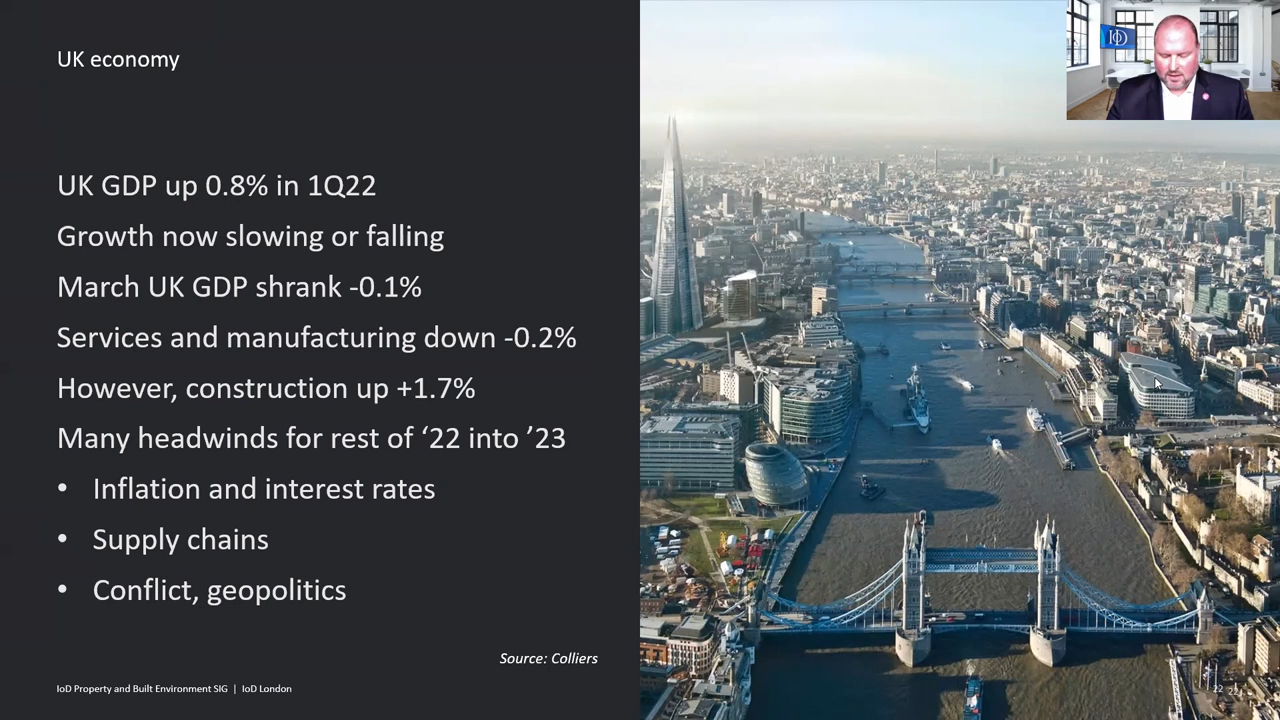 UK economy
IOD
UK GDP up 0.8% in 1Q22
Growth now slowing or falling
March UK GDP shrank -0.1%
Services and manufacturing down -0.2%
However, construction up +1.7%
Many headwinds for rest of ‘22 into ’23
• Inflation and interest rates
• Supply chains
• Conflict, geopolitics
Source: Colliers
IoD Property and Built Environment SIG | IoD London
22 22